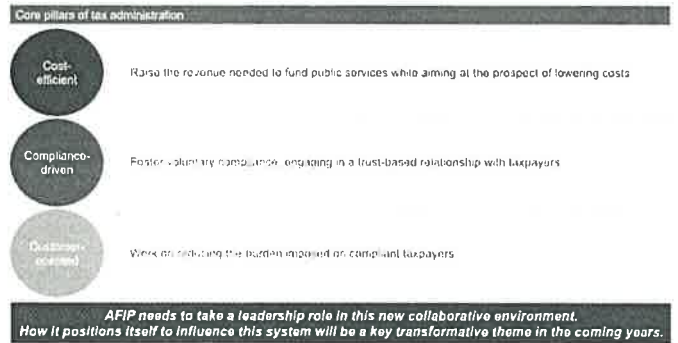 Core pillars of tax administration
Cost-
efficient
Raise the revenue needed to fund public services while aiming at the prospect of lowering costs
Compliance-
driven
Foster voluntary compliance, engaging in a trust-based relationship with taxpayers
Customer-
oriented
Work on reducing the burden imposed on compliant taxpayers
AFIP needs to take a leadership role in this new collaborative environment.
How it positions itself to influence this system will be a key transformative theme in the coming years.